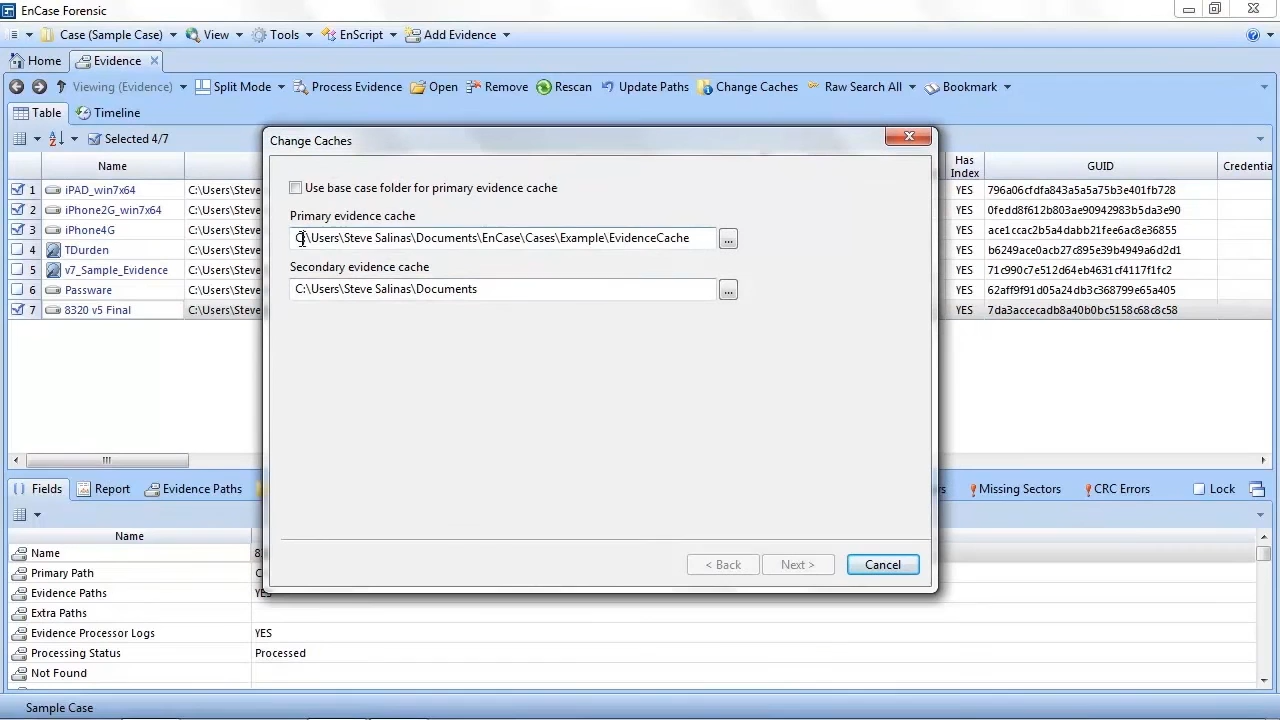 EnCase Forensic
Case (Sample Case) View Tools EnScript Add Evidence
Home Evidence
Viewing (Evidence) Split Mode Process Evidence Open Remove Rescan Update Paths Change Caches Raw Search All Bookmark
Table Timeline
Selected 4/7
Name Has Index GUID Credentia
1 iPAD_win7x64 C:\Users\Steve YES 796a06cfdfa843a5a5a75b3e401fb728
2 iPhone2G_win7x64 C:\Users\Steve YES 0fedd8f612b803ae90942983b5da3e90
3 iPhone4G C:\Users\Steve YES ace1ccac2b5a4dabb21fee6ac8e36855
4 TDurden C:\Users\Steve YES b6249ace0acb27c895e39b4949a6d2d1
5 v7_Sample_Evidence C:\Users\Steve YES 71c990c7e512d64eb4631cf4117f1fc2
6 Passware C:\Users\Steve YES 62aff9f91d05a24db3c368799e65a405
7 8320 v5 Final C:\Users\Steve YES 7da3accecadb8a40b0bc5158c68c8c58
Change Caches
Use base case folder for primary evidence cache
Primary evidence cache
C:\Users\Steve Salinas\Documents\EnCase\Cases\Example\EvidenceCache
...
Secondary evidence cache
C:\Users\Steve Salinas\Documents
...
< Back Next > Cancel
Fields Report Evidence Paths Missing Sectors CRC Errors Lock
Name
Name 8
Primary Path C
Evidence Paths YES
Extra Paths
Evidence Processor Logs YES
Processing Status Processed
Not Found
Sample Case